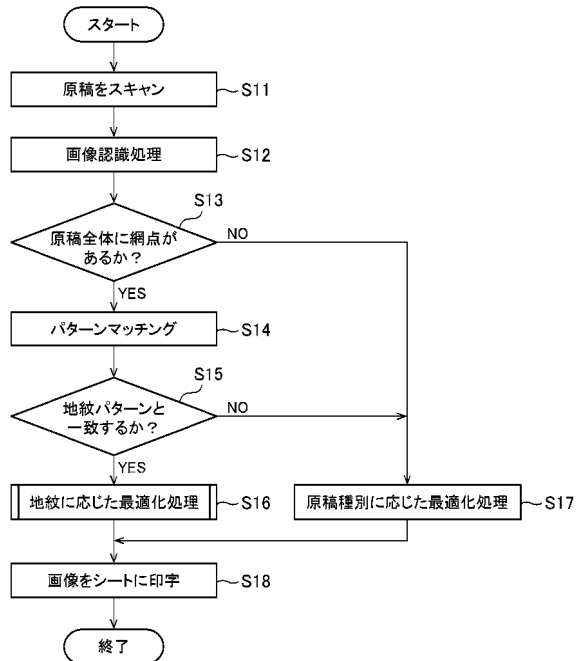 スタート
原稿をスキャン
S11
画像認識処理
S12
S13
原稿全体に網点が
あるか？
NO
YES
パターンマッチング
S14
S15
地紋パターンと
一致するか？
NO
YES
地紋に応じた最適化処理
S16
原稿種別に応じた最適化処理
S17
画像をシートに印字
S18
終了